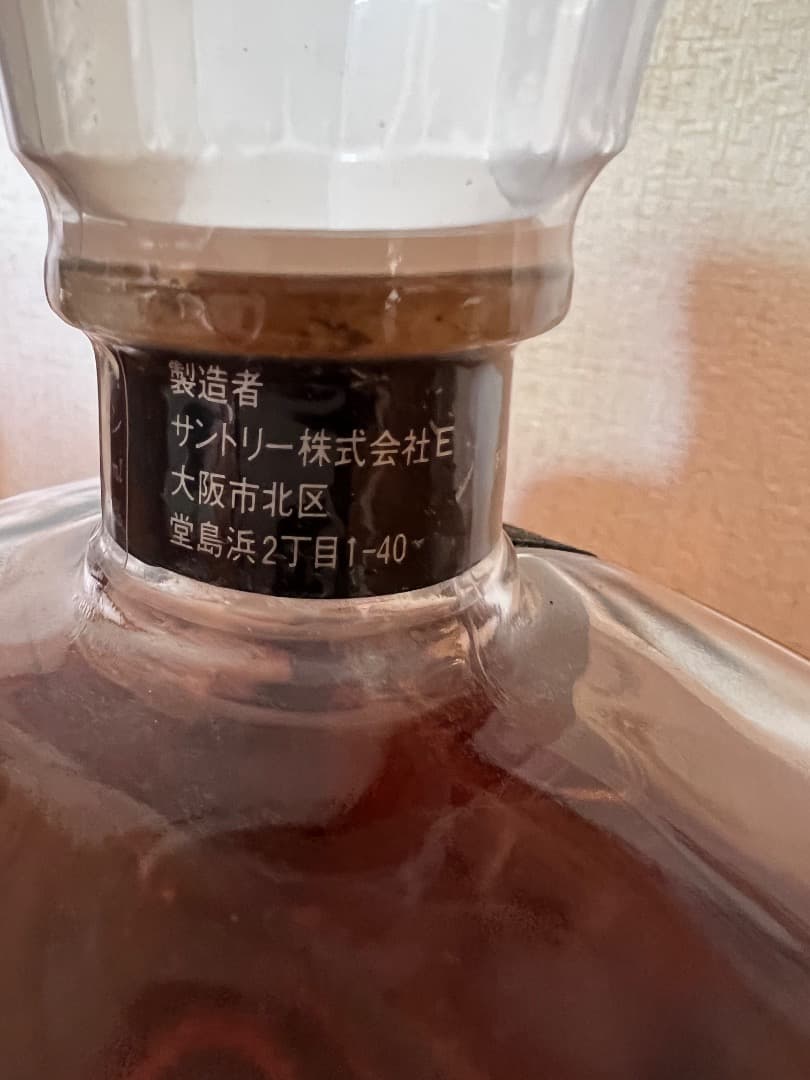 製造者
サントリー株式会社E
大阪市北区
堂島浜2丁目1-40